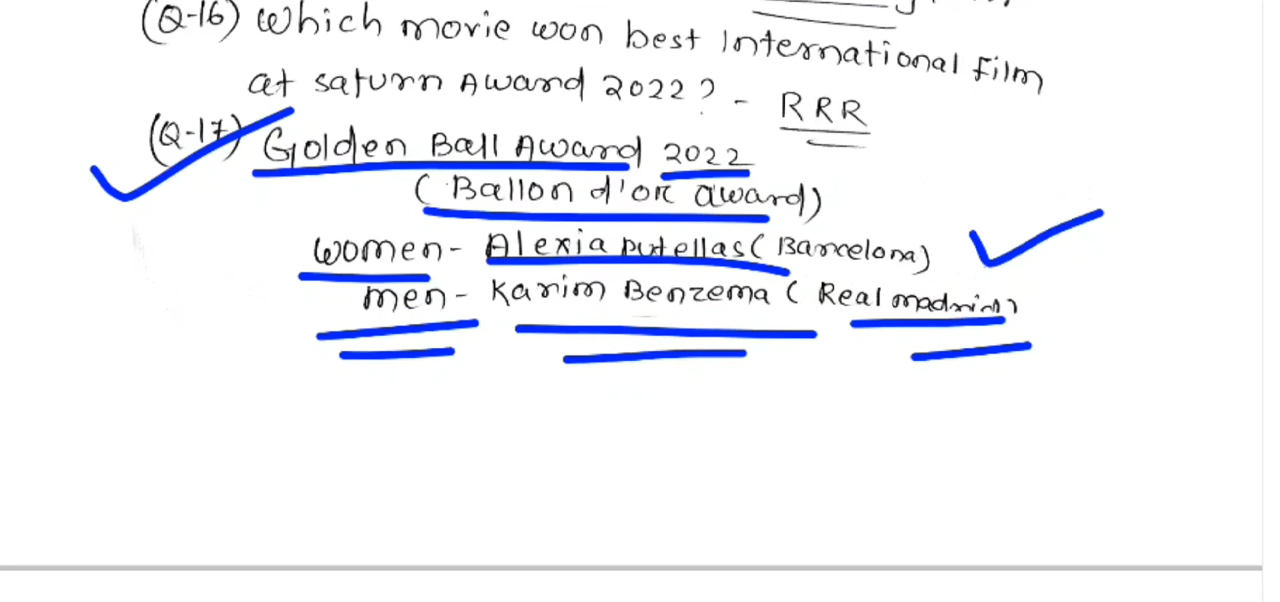 (Q-16) Which movie won best International film
at saturn Award 2022? - RRR
(Q-17) Golden Ball Award 2022
(Ballon d'or award)
women - Alexia putellas (Barcelona)
men - Karim Benzema (Real madrid)